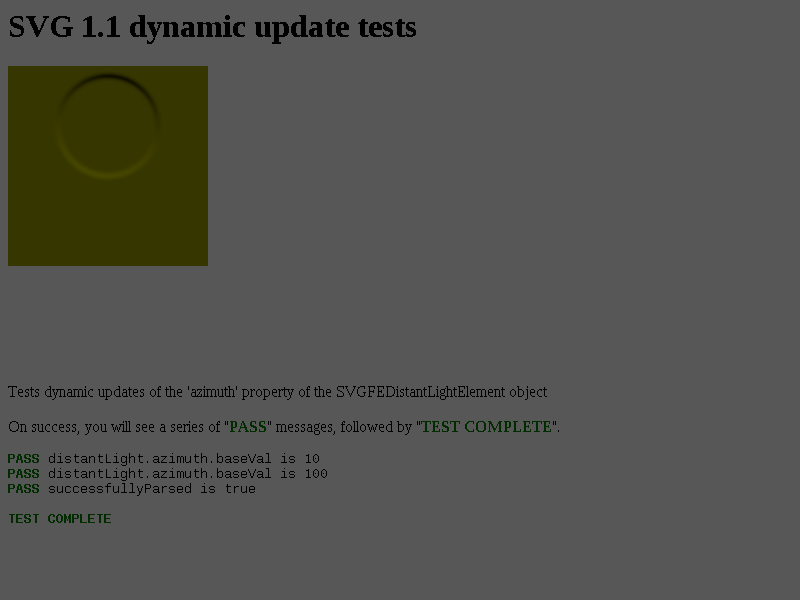 SVG 1.1 dynamic update tests
Tests dynamic updates of the 'azimuth' property of the SVGFEDistantLightElement object
On success, you will see a series of "PASS" messages, followed by "TEST COMPLETE".
PASS distantLight.azimuth.baseVal is 10
PASS distantLight.azimuth.baseVal is 100
PASS successfullyParsed is true
TEST COMPLETE